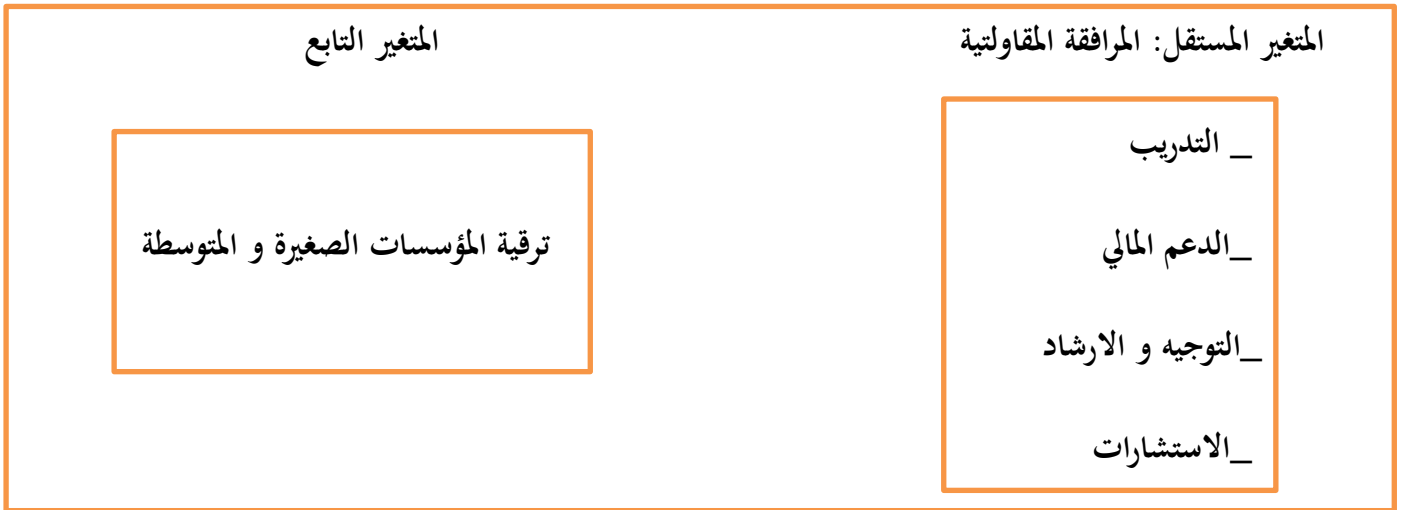 المتغير المستقل: المرافقة المقاولتية
المتغير التابع
_ التدريب
_الدعم المالي
_التوجيه و الارشاد
_الاستشارات
ترقية المؤسسات الصغيرة و المتوسطة